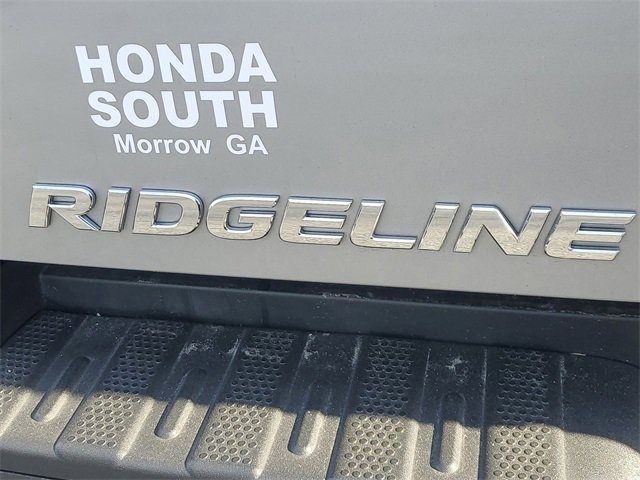 HONDA
SOUTH
Morrow GA
RIDGELINE